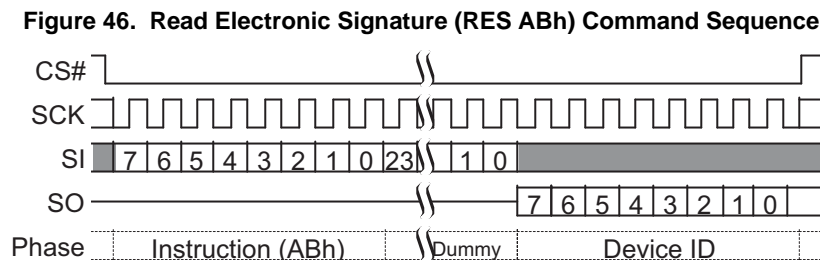 Figure 46. Read Electronic Signature (RES ABh) Command Sequence
CS#
SCK
SI 7 6 5 4 3 2 1 0 23 1 0
SO 7 6 5 4 3 2 1 0
Phase Instruction (ABh) Dummy Device ID